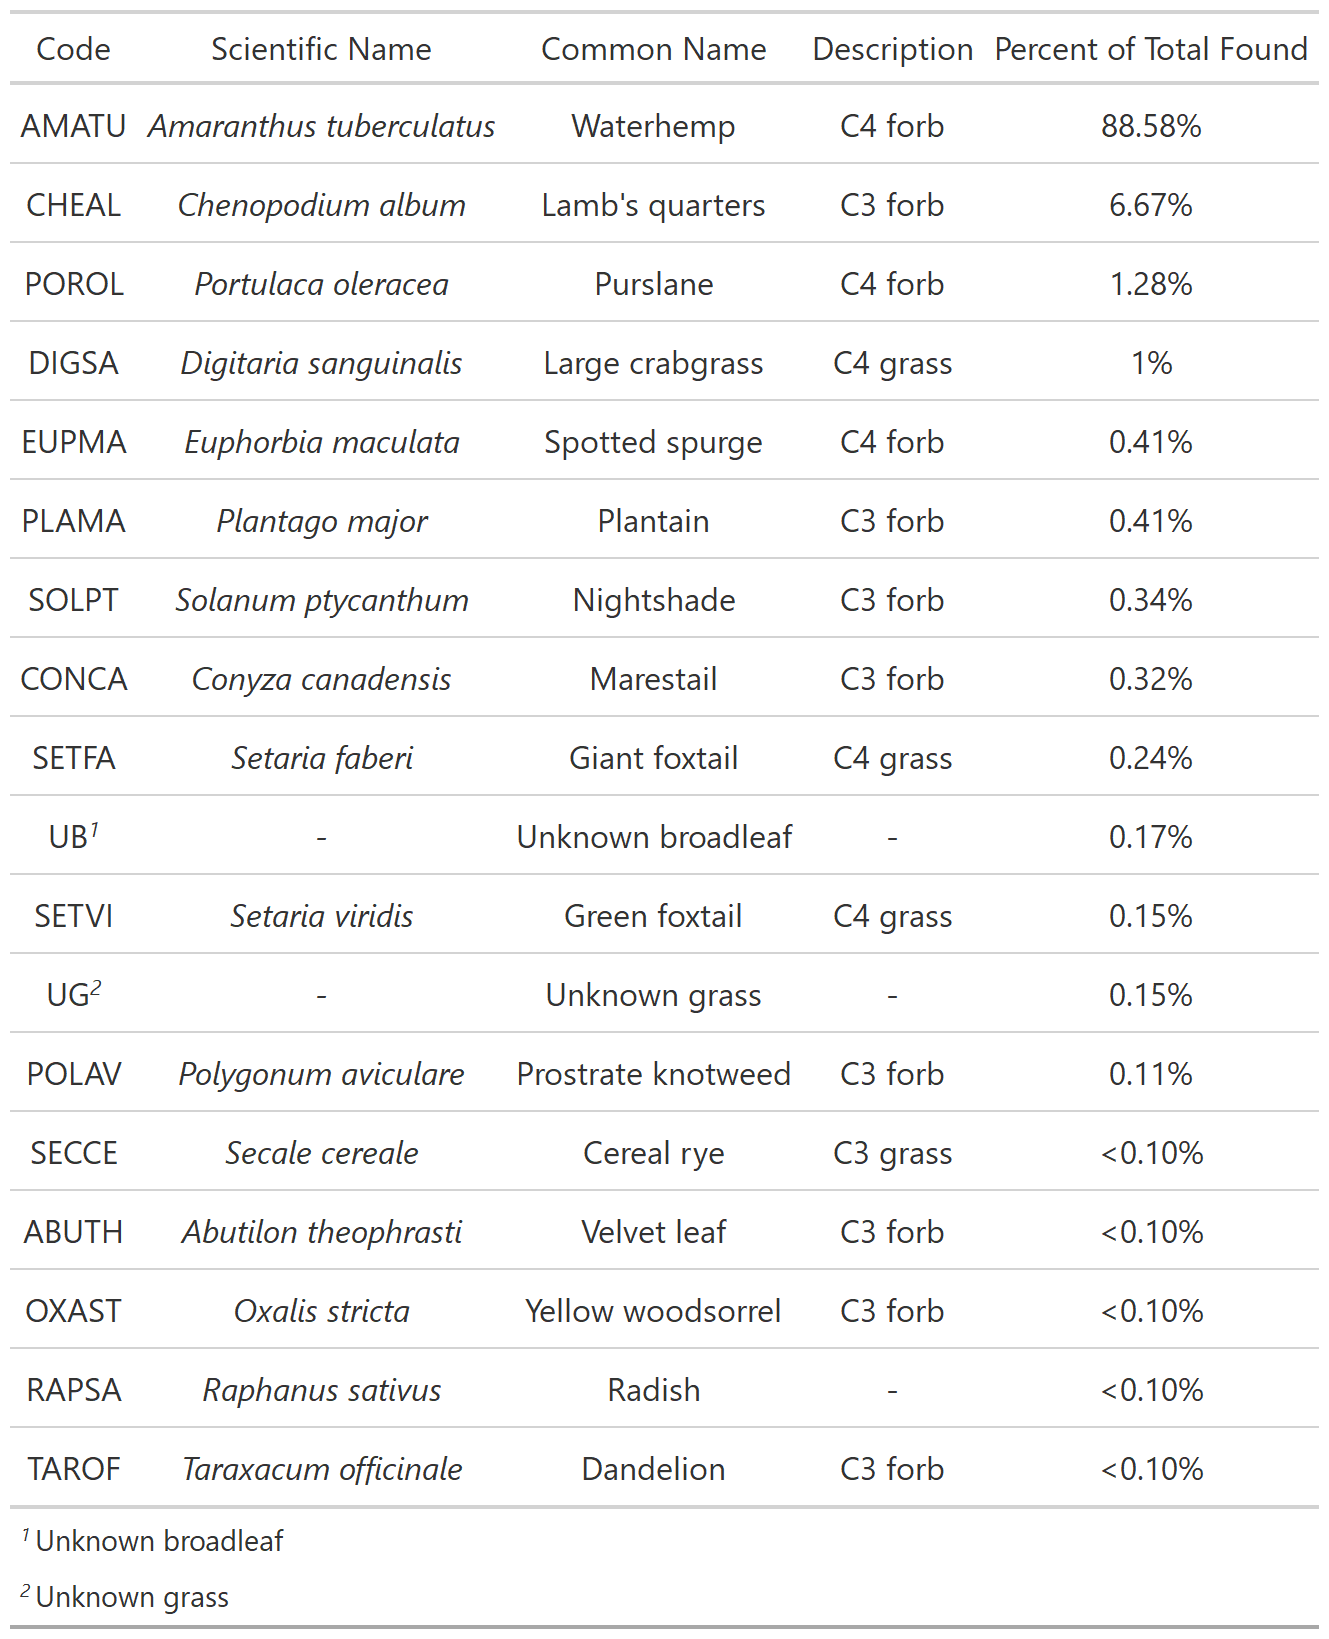 Code Scientific Name Common Name Description Percent of Total Found
AMATU Amaranthus tuberculatus Waterhemp C4 forb 88.58%
CHEAL Chenopodium album Lamb's quarters C3 forb 6.67%
POROL Portulaca oleracea Purslane C4 forb 1.28%
DIGSA Digitaria sanguinalis Large crabgrass C4 grass 1%
EUPMA Euphorbia maculata Spotted spurge C4 forb 0.41%
PLAMA Plantago major Plantain C3 forb 0.41%
SOLPT Solanum ptycanthum Nightshade C3 forb 0.34%
CONCA Conyza canadensis Marestail C3 forb 0.32%
SETFA Setaria faberi Giant foxtail C4 grass 0.24%
UB1 - Unknown broadleaf - 0.17%
SETVI Setaria viridis Green foxtail C4 grass 0.15%
UG2 - Unknown grass - 0.15%
POLAV Polygonum aviculare Prostrate knotweed C3 forb 0.11%
SECCE Secale cereale Cereal rye C3 grass <0.10%
ABUTH Abutilon theophrasti Velvet leaf C3 forb <0.10%
OXAST Oxalis stricta Yellow woodsorrel C3 forb <0.10%
RAPSA Raphanus sativus Radish - <0.10%
TAROF Taraxacum officinale Dandelion C3 forb <0.10%
1 Unknown broadleaf
2 Unknown grass